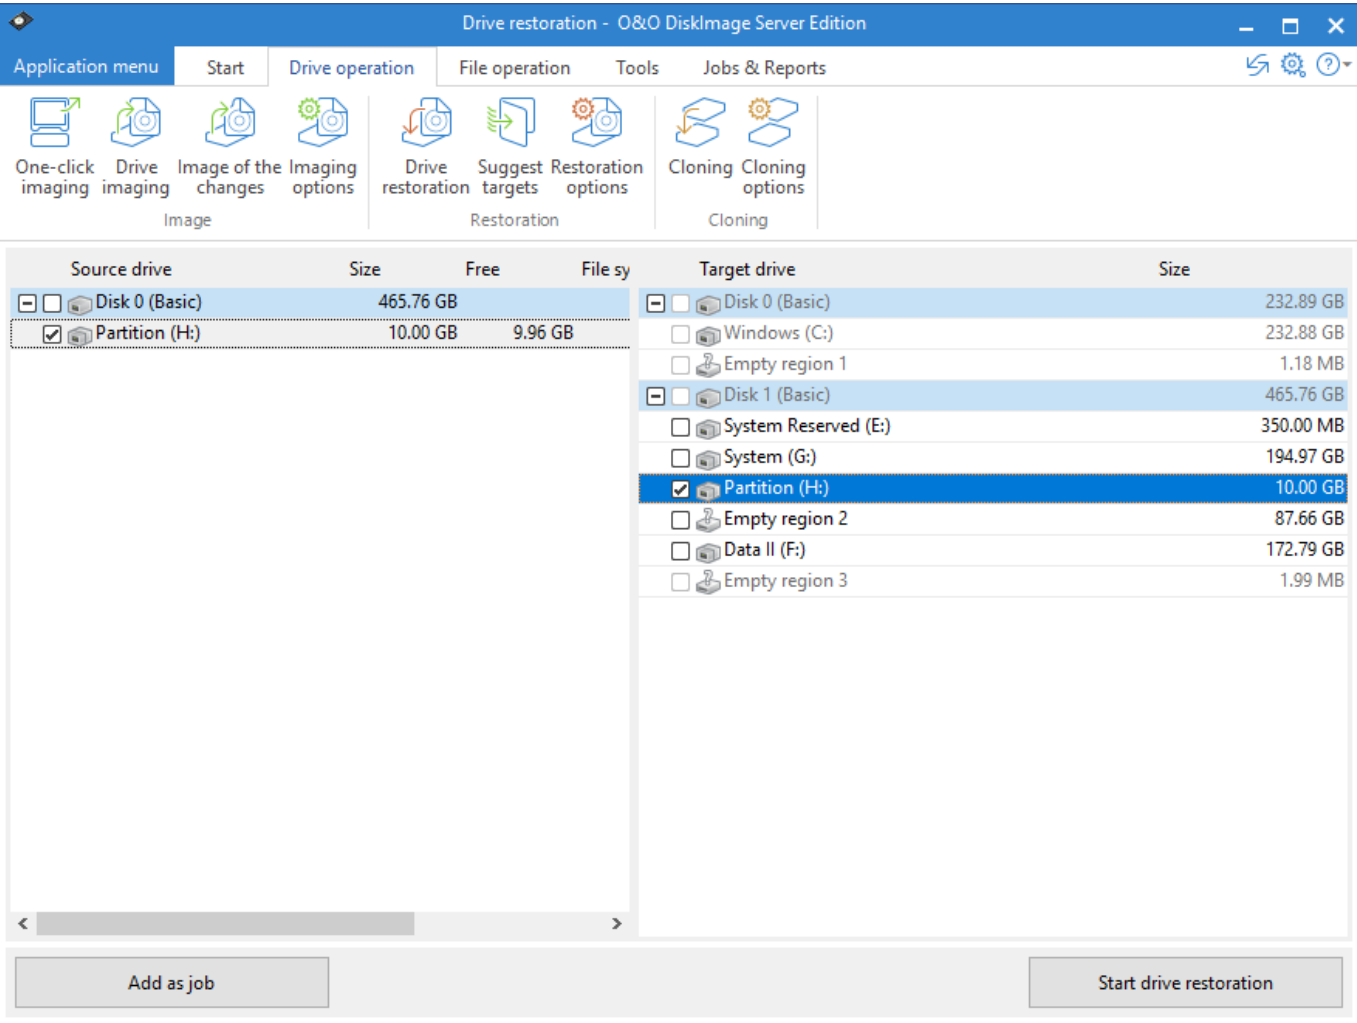 Drive restoration - O&O DiskImage Server Edition
Application menu Start Drive operation File operation Tools Jobs & Reports
One-click imaging
Drive imaging
Image of the changes
Imaging options
Image
Drive restoration
Suggest targets
Restoration options
Restoration
Cloning
Cloning options
Cloning
Source drive Size Free File sy
Disk 0 (Basic) 465.76 GB
Partition (H:) 10.00 GB 9.96 GB
Target drive Size
Disk 0 (Basic) 232.89 GB
Windows (C:) 232.88 GB
Empty region 1 1.18 MB
Disk 1 (Basic) 465.76 GB
System Reserved (E:) 350.00 MB
System (G:) 194.97 GB
Partition (H:) 10.00 GB
Empty region 2 87.66 GB
Data II (F:) 172.79 GB
Empty region 3 1.99 MB
Add as job
Start drive restoration